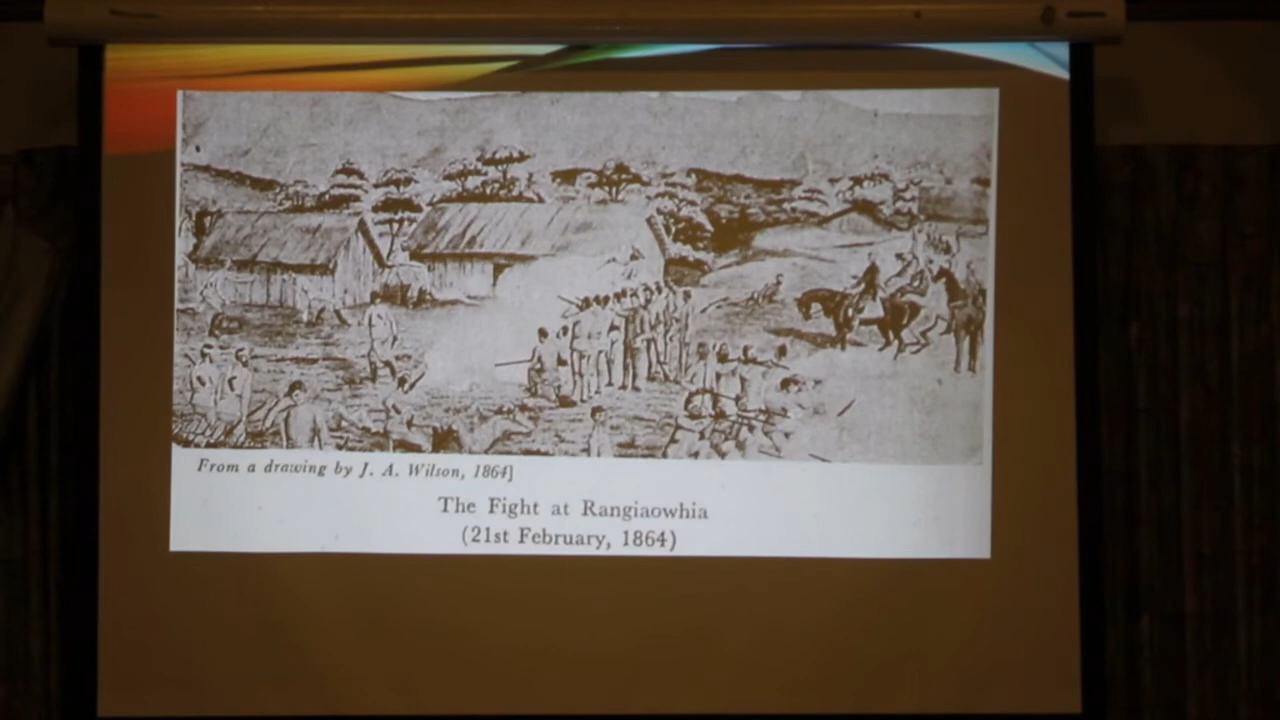 From a drawing by J. A. Wilson, 1864]
The Fight at Rangiaowhia
(21st February, 1864)